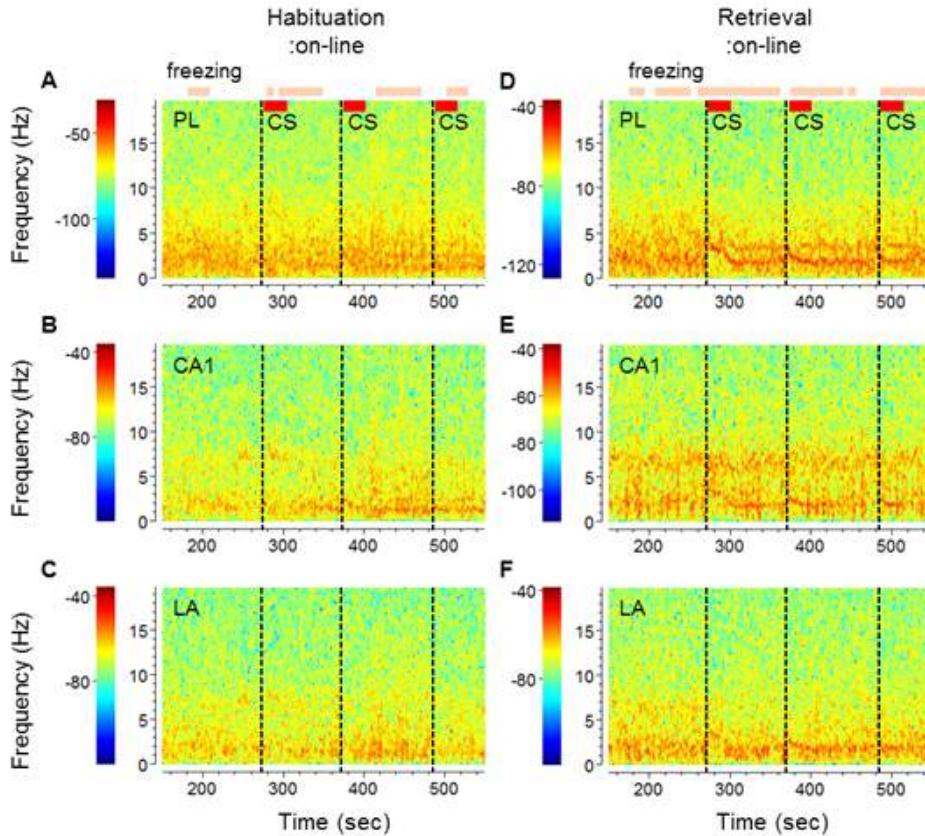 Habituation
:on-line
Retrieval
:on-line
A
freezing
D
freezing
Frequency (Hz)
-50
-100
15
10
5
0
PL
CS
CS
CS
200
300
400
500
-40
-80
-120
15
10
5
0
PL
CS
CS
CS
200
300
400
500
B
Frequency (Hz)
-40
-80
15
10
5
0
CA1
200
300
400
500
E
-40
-60
-80
-100
15
10
5
0
CA1
200
300
400
500
C
Frequency (Hz)
-40
-80
15
10
5
0
LA
200
300
400
500
Time (sec)
F
-40
-80
15
10
5
0
LA
200
300
400
500
Time (sec)